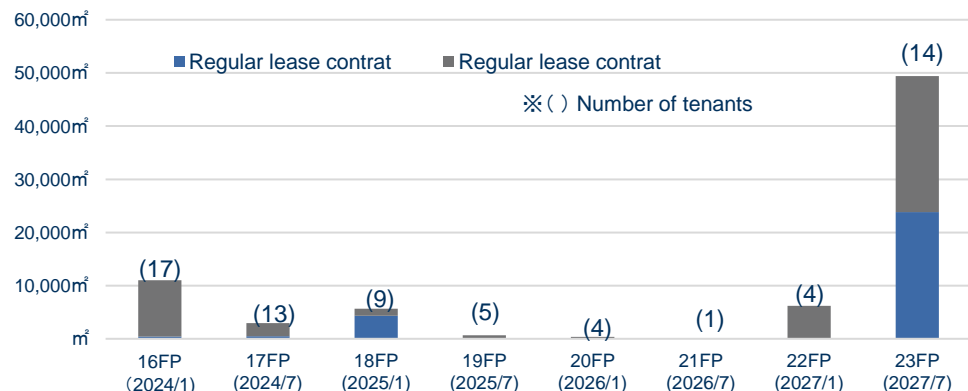 60,000㎡
50,000㎡
40,000㎡
30,000㎡
20,000㎡
10,000㎡
㎡
Regular lease contrat Regular lease contrat
※( ) Number of tenants
(17) (13) (9) (5) (4) (1) (4) (14)
16FP 17FP 18FP 19FP 20FP 21FP 22FP 23FP
(2024/1) (2024/7) (2025/1) (2025/7) (2026/1) (2026/7) (2027/1) (2027/7)